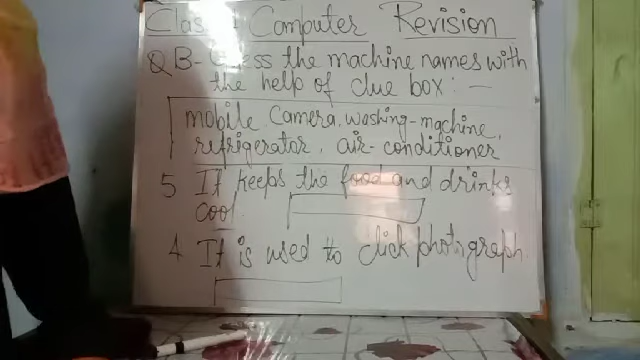 Class 1 Computer Revision
Q B- Guess the machine names with
the help of clue box : —
mobile, Camera, washing-machine,
refrigerator, air-conditioner
5 It keeps the food and drinks
cool.
4 It is used to click photograph.